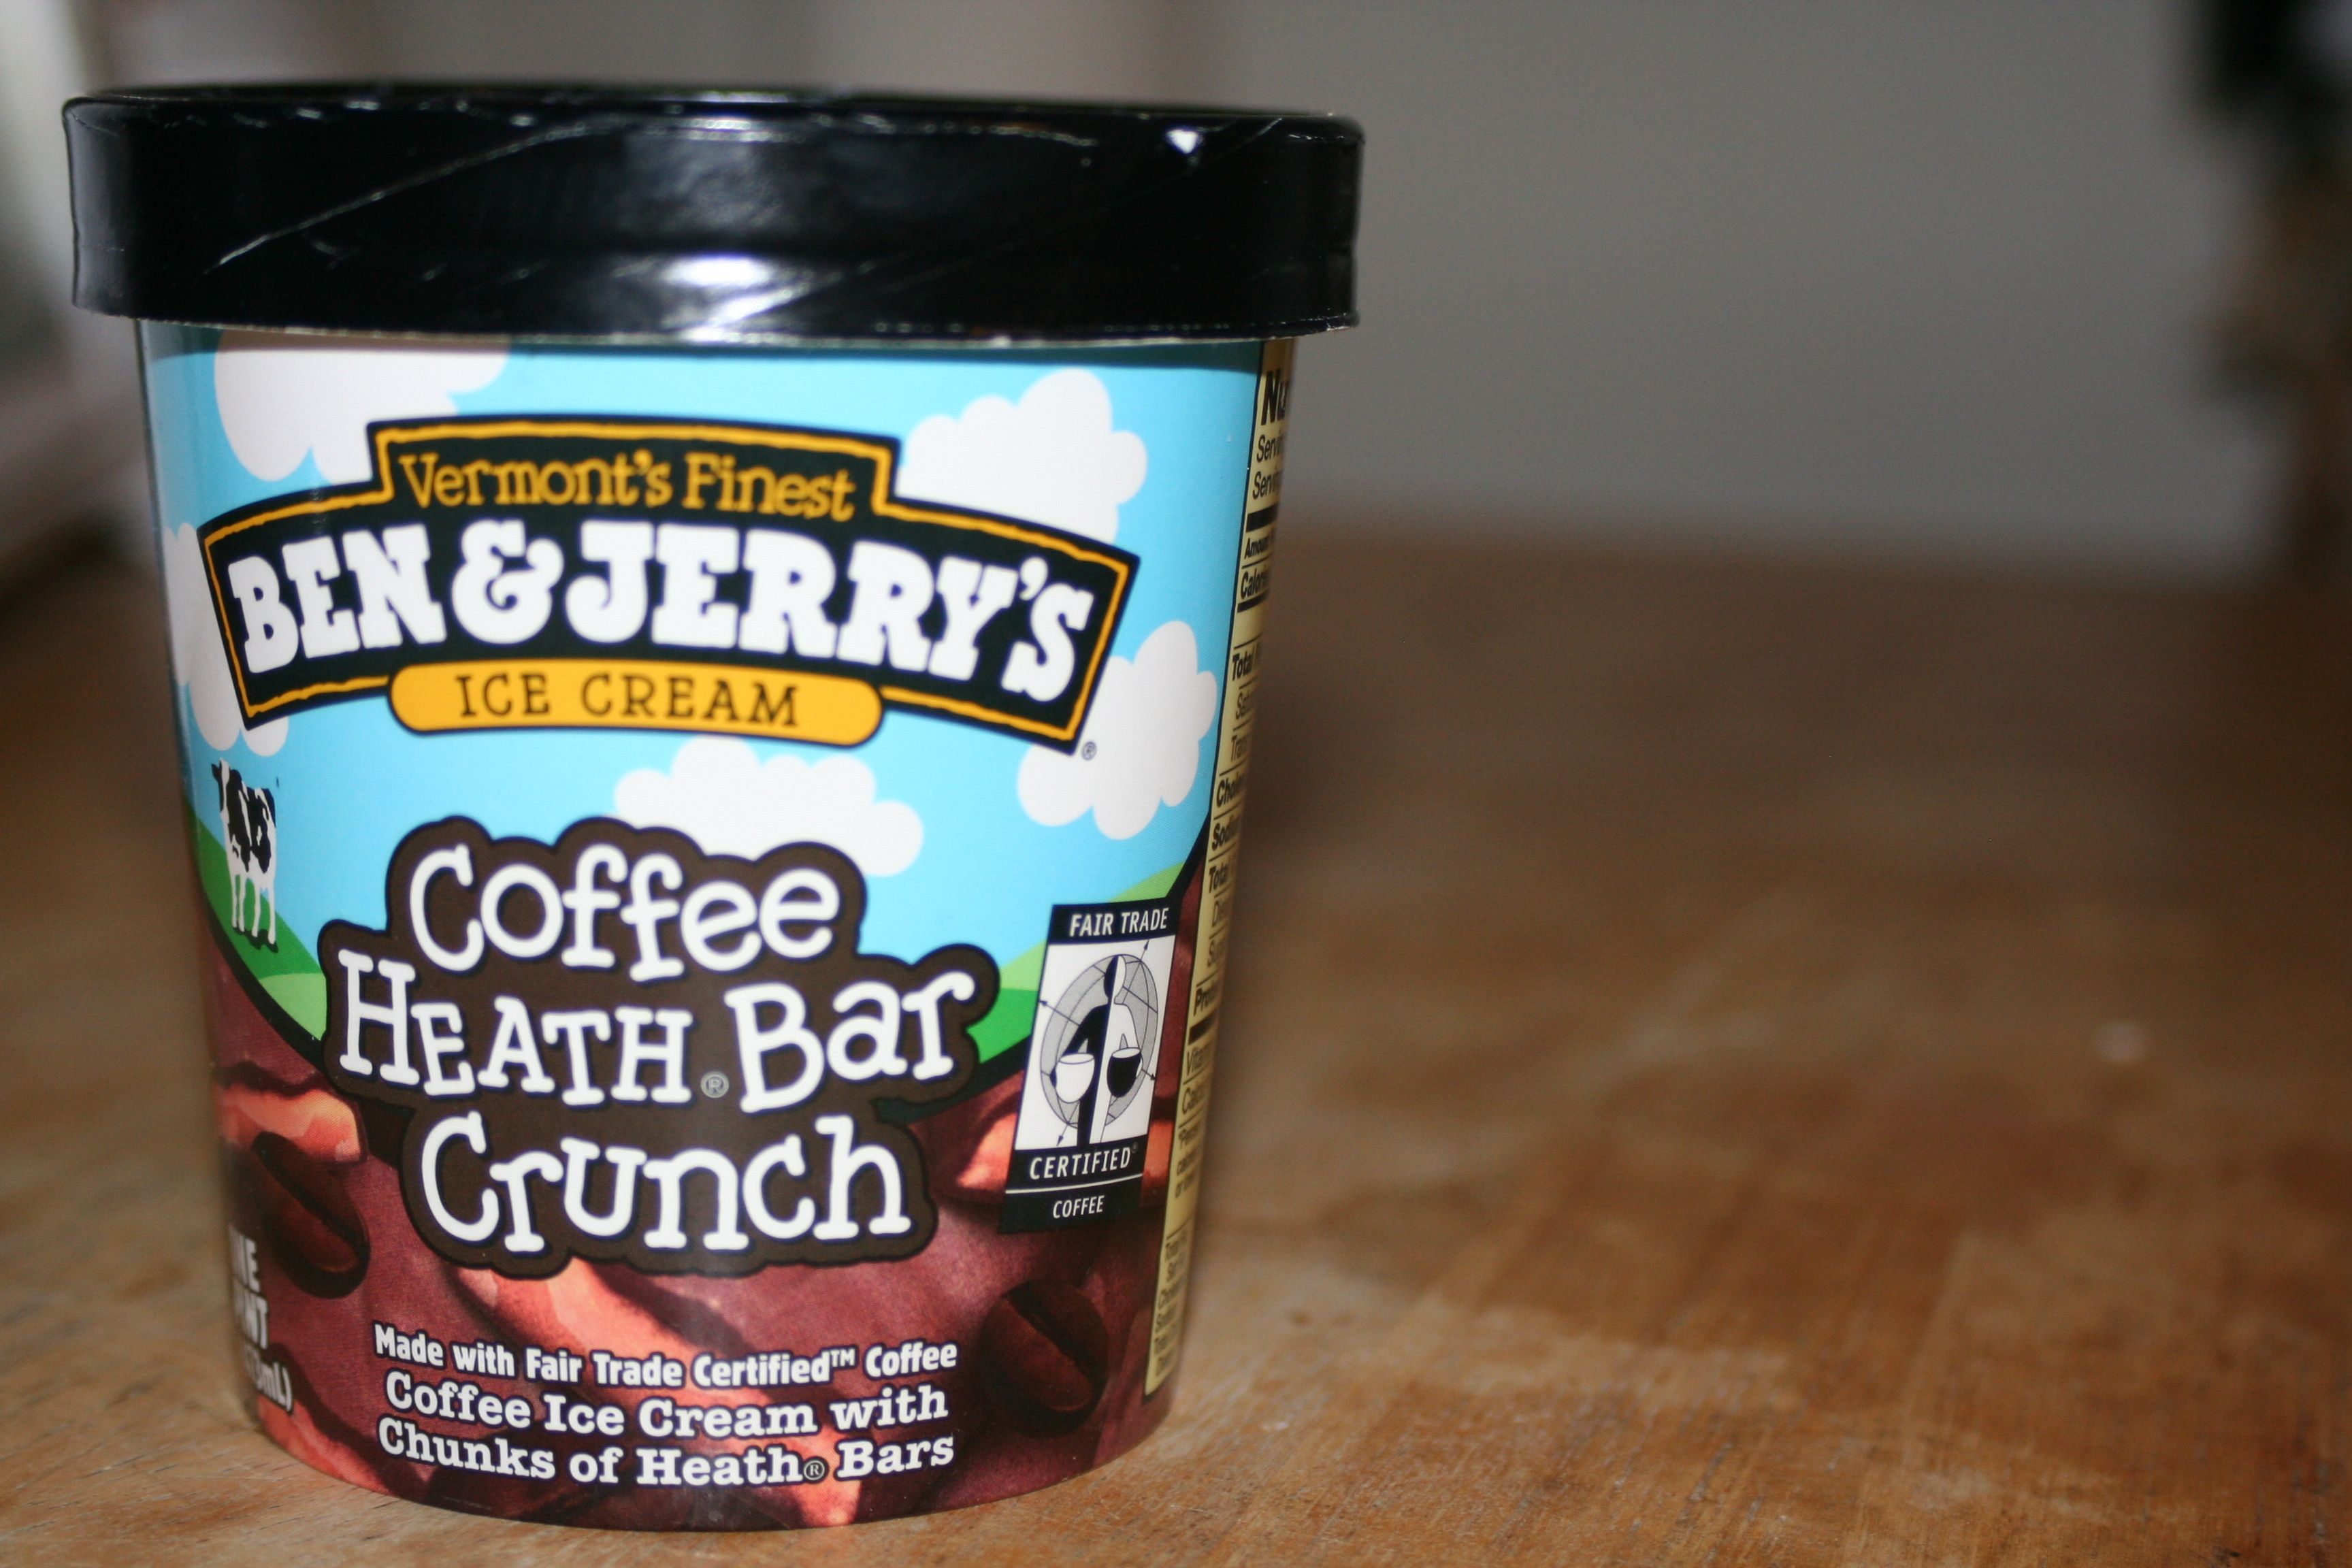 Vermont's Finest
BEN & JERRY'S
ICE CREAM
®
Coffee
HEATH® Bar
Crunch
FAIR TRADE
CERTIFIED
COFFEE
Made with Fair Trade Certified™ Coffee
Coffee Ice Cream with
Chunks of Heath® Bars